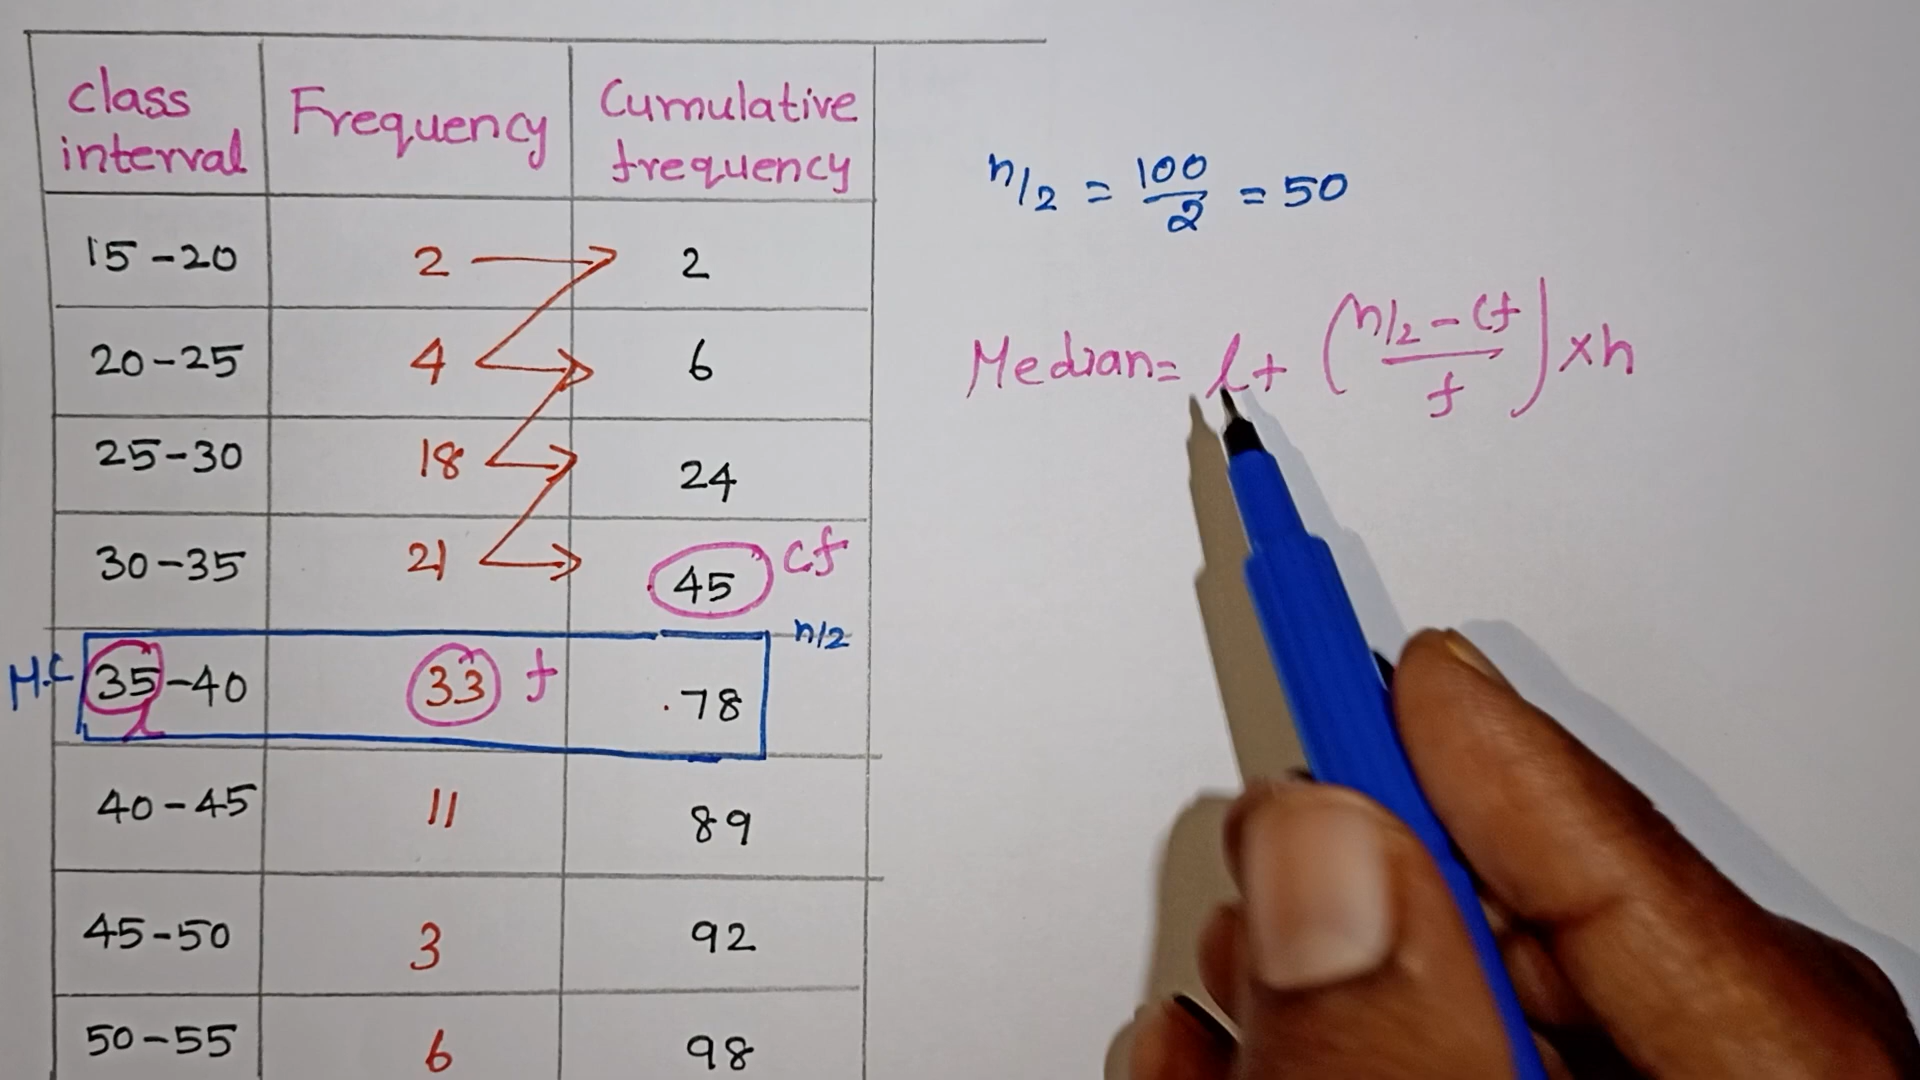 class interval Frequency Cumulative frequency
15-20 2 2
20-25 4 6
25-30 18 24
30-35 21 45 cf
M.C 35-40 33 f 78 n/2
l
40-45 11 89
45-50 3 92
50-55 6 98
n/2 = 100/2 = 50
Median = l + (n/2 - cf / f) × h